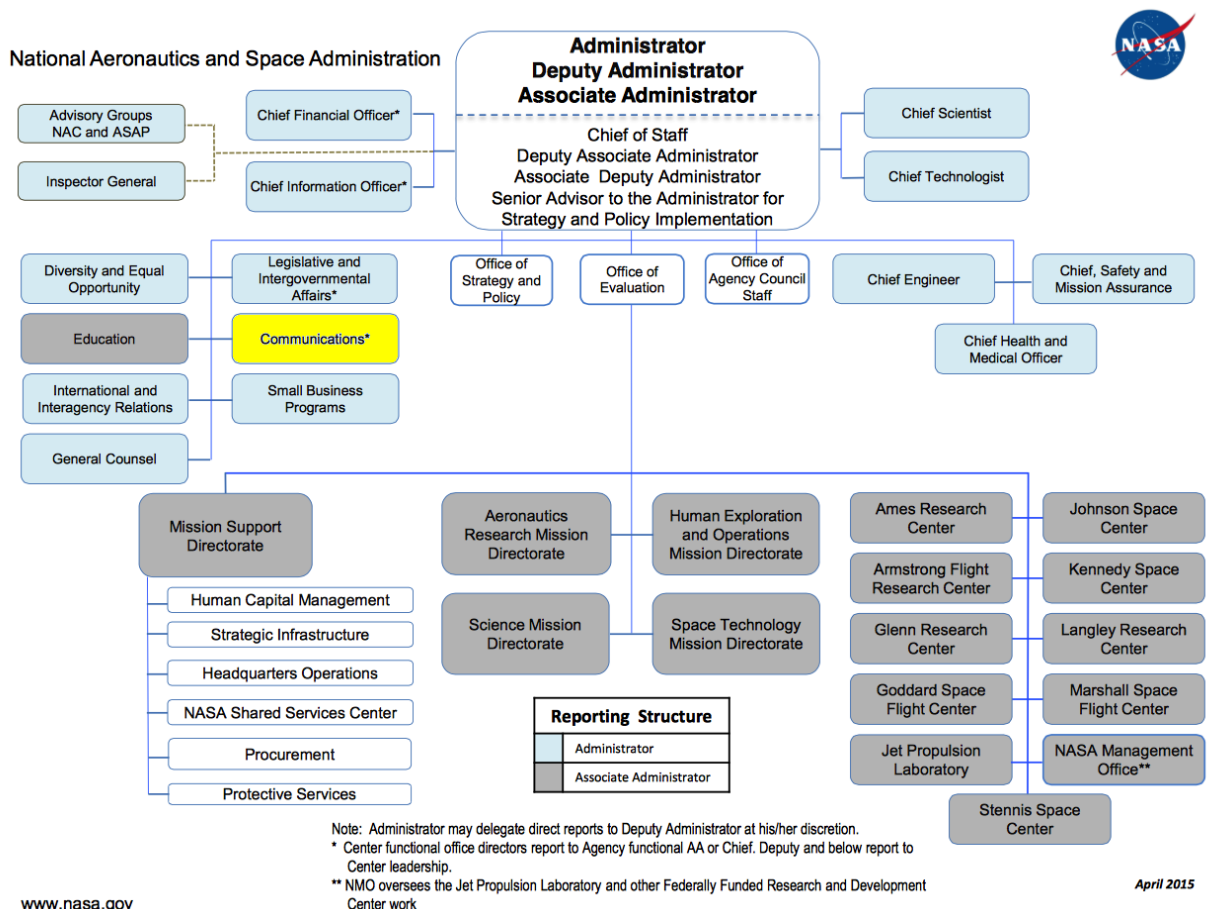 National Aeronautics and Space Administration
Administrator
Deputy Administrator
Associate Administrator
Chief of Staff
Deputy Associate Administrator
Associate Deputy Administrator
Senior Advisor to the Administrator for
Strategy and Policy Implementation
NASA
Advisory Groups
NAC and ASAP
Inspector General
Chief Financial Officer*
Chief Information Officer*
Chief Scientist
Chief Technologist
Diversity and Equal
Opportunity
Legislative and
Intergovernmental
Affairs*
Education
Communications*
International and
Interagency Relations
Small Business
Programs
General Counsel
Office of
Strategy and
Policy
Office of
Evaluation
Office of
Agency Council
Staff
Chief Engineer
Chief, Safety and
Mission Assurance
Chief Health and
Medical Officer
Mission Support
Directorate
Human Capital Management
Strategic Infrastructure
Headquarters Operations
NASA Shared Services Center
Procurement
Protective Services
Aeronautics
Research Mission
Directorate
Human Exploration
and Operations
Mission Directorate
Science Mission
Directorate
Space Technology
Mission Directorate
Ames Research
Center
Johnson Space
Center
Armstrong Flight
Research Center
Kennedy Space
Center
Glenn Research
Center
Langley Research
Center
Goddard Space
Flight Center
Marshall Space
Flight Center
Jet Propulsion
Laboratory
NASA Management
Office**
Stennis Space
Center
Reporting Structure
Administrator
Associate Administrator
Note: Administrator may delegate direct reports to Deputy Administrator at his/her discretion.
* Center functional office directors report to Agency functional AA or Chief. Deputy and below report to
Center leadership.
** NMO oversees the Jet Propulsion Laboratory and other Federally Funded Research and Development
Center work
www.nasa.gov
April 2015